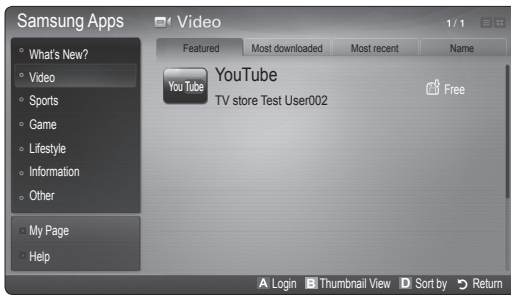 Samsung Apps
Video
1/1
What's New?
Video
Sports
Game
Lifestyle
Information
Other
My Page
Help
Featured Most downloaded Most recent Name
You Tube
YouTube
TV store Test User002
Free
A Login B Thumbnail View D Sort by Return